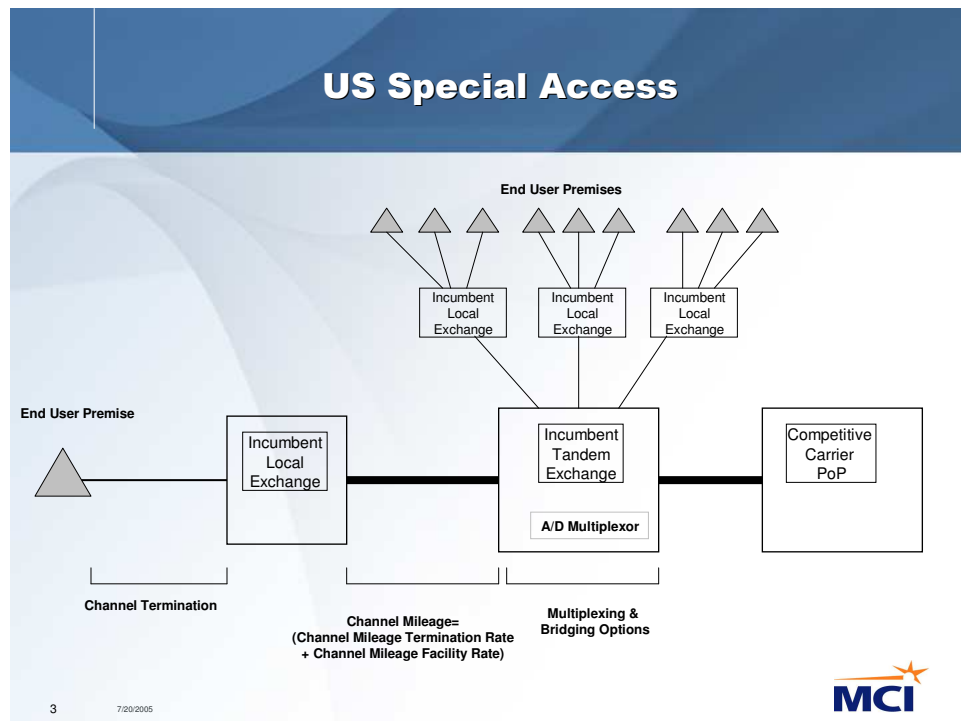 US Special Access
End User Premises
Incumbent
Local
Exchange
Incumbent
Local
Exchange
Incumbent
Local
Exchange
End User Premise
Incumbent
Local
Exchange
Incumbent
Tandem
Exchange
A/D Multiplexor
Competitive
Carrier
PoP
Channel Termination
Channel Mileage=
(Channel Mileage Termination Rate
+ Channel Mileage Facility Rate)
Multiplexing &
Bridging Options
3
7/20/2005
MCI